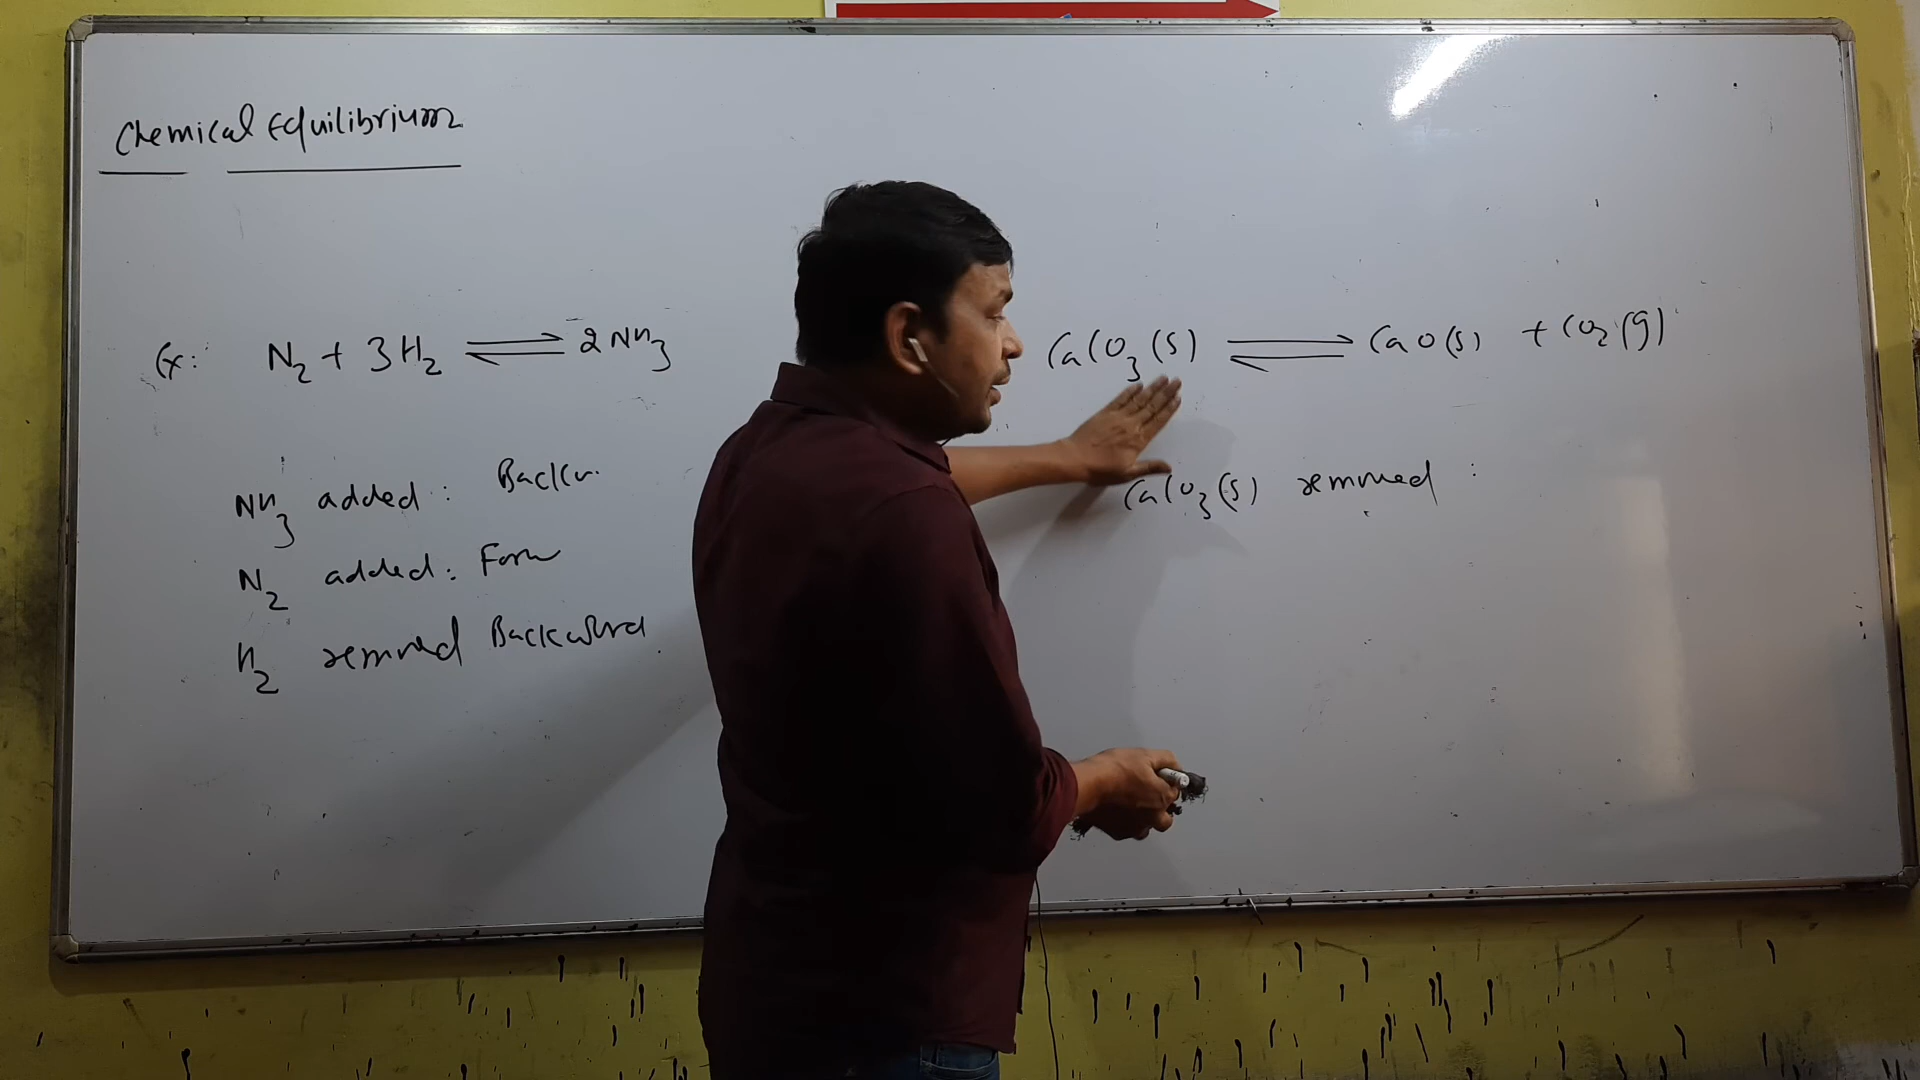 Chemical Equilibrium
Ex: N₂ + 3H₂ ⇌ 2NH₃
NH₃ added: Backw.
N₂ added: Forw
H₂ removed Backward
CaCO₃(s) ⇌ CaO(s) + CO₂(g)
CaCO₃(s) removed :